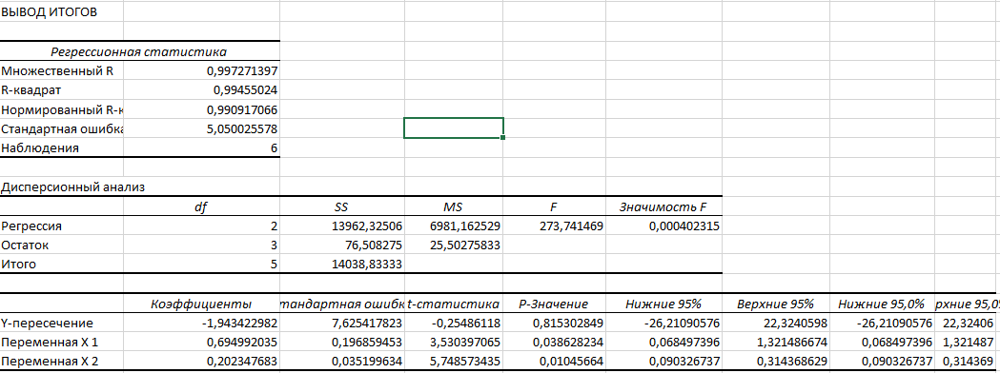 ВЫВОД ИТОГОВ
Регрессионная статистика
Множественный R 0,997271397
R-квадрат 0,99455024
Нормированный R-к 0,990917066
Стандартная ошибка 5,050025578
Наблюдения 6
Дисперсионный анализ
df SS MS F Значимость F
Регрессия 2 13962,32506 6981,162529 273,741469 0,000402315
Остаток 3 76,508275 25,50275833
Итого 5 14038,83333
Коэффициенты тандартная ошибк t-статистика P-Значение Нижние 95% Верхние 95% Нижние 95,0% рхние 95,0
Y-пересечение -1,943422982 7,625417823 -0,25486118 0,815302849 -26,21090576 22,3240598 -26,21090576 22,32406
Переменная X 1 0,694992035 0,196859453 3,530397065 0,038628234 0,068497396 1,321486674 0,068497396 1,321487
Переменная X 2 0,202347683 0,035199634 5,748573435 0,01045664 0,090326737 0,314368629 0,090326737 0,314369